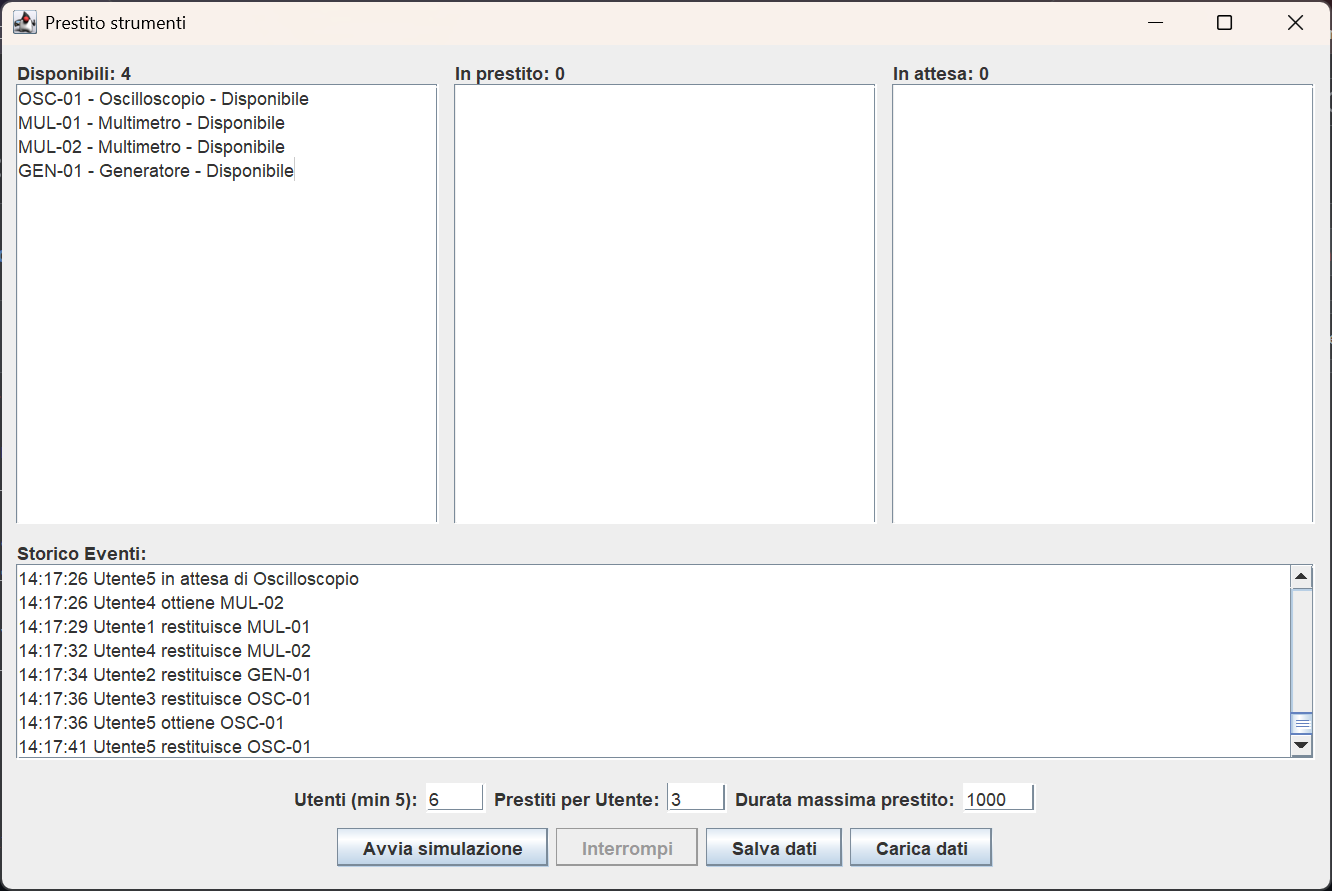 Prestito strumenti
Disponibili: 4
OSC-01 - Oscilloscopio - Disponibile
MUL-01 - Multimetro - Disponibile
MUL-02 - Multimetro - Disponibile
GEN-01 - Generatore - Disponibile
In prestito: 0
In attesa: 0
Storico Eventi:
14:17:26 Utente5 in attesa di Oscilloscopio
14:17:26 Utente4 ottiene MUL-02
14:17:29 Utente1 restituisce MUL-01
14:17:32 Utente4 restituisce MUL-02
14:17:34 Utente2 restituisce GEN-01
14:17:36 Utente3 restituisce OSC-01
14:17:36 Utente5 ottiene OSC-01
14:17:41 Utente5 restituisce OSC-01
Utenti (min 5): 6 Prestiti per Utente: 3 Durata massima prestito: 1000
Avvia simulazione Interrompi Salva dati Carica dati